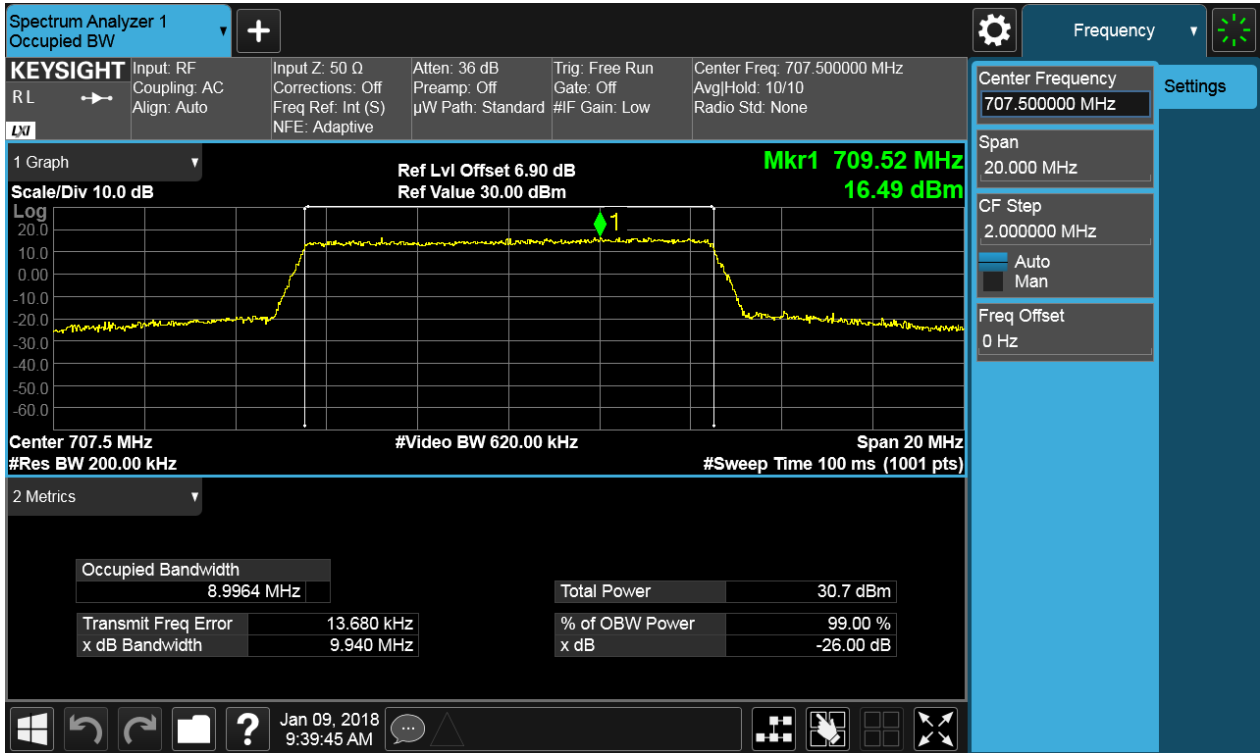 Spectrum Analyzer 1
Occupied BW
+
Frequency
KEYSIGHT
RL
LXI
Input: RF
Coupling: AC
Align: Auto
Input Z: 50 Ω
Corrections: Off
Freq Ref: Int (S)
NFE: Adaptive
Atten: 36 dB
Preamp: Off
µW Path: Standard
Trig: Free Run
Gate: Off
#IF Gain: Low
Center Freq: 707.500000 MHz
Avg|Hold: 10/10
Radio Std: None
Center Frequency
707.500000 MHz
Settings
Span
20.000 MHz
CF Step
2.000000 MHz
Auto
Man
Freq Offset
0 Hz
1 Graph
Scale/Div 10.0 dB
Ref Lvl Offset 6.90 dB
Ref Value 30.00 dBm
Mkr1 709.52 MHz
16.49 dBm
Log
20.0
10.0
0.00
-10.0
-20.0
-30.0
-40.0
-50.0
-60.0
1
Center 707.5 MHz
#Video BW 620.00 kHz
Span 20 MHz
#Res BW 200.00 kHz
#Sweep Time 100 ms (1001 pts)
2 Metrics
Occupied Bandwidth
8.9964 MHz
Total Power 30.7 dBm
Transmit Freq Error 13.680 kHz
% of OBW Power 99.00 %
x dB Bandwidth 9.940 MHz
x dB -26.00 dB
?
Jan 09, 2018
9:39:45 AM